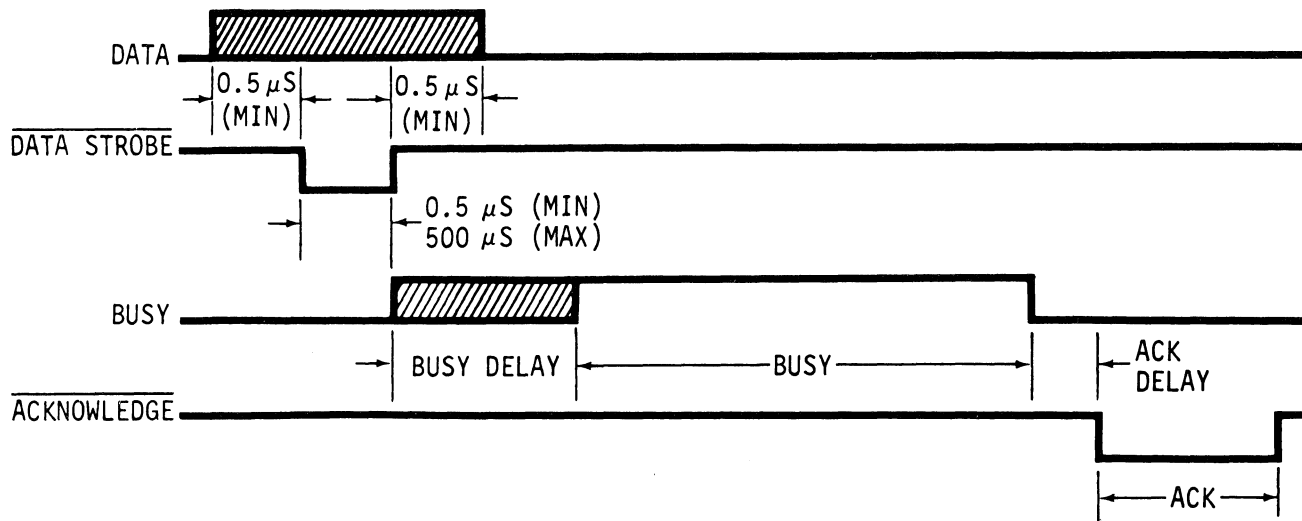 DATA
0.5 μS
(MIN)
0.5 μS
(MIN)
DATA STROBE
0.5 μS (MIN)
500 μS (MAX)
BUSY
BUSY DELAY
BUSY
ACK
DELAY
ACKNOWLEDGE
ACK